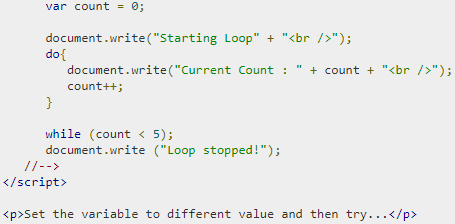 var count = 0;
document.write("Starting Loop" + "<br />");
do{
document.write("Current Count : " + count + "<br />");
count++;
}
while (count < 5);
document.write ("Loop stopped!");
//-->
</script>
<p>Set the variable to different value and then try...</p>